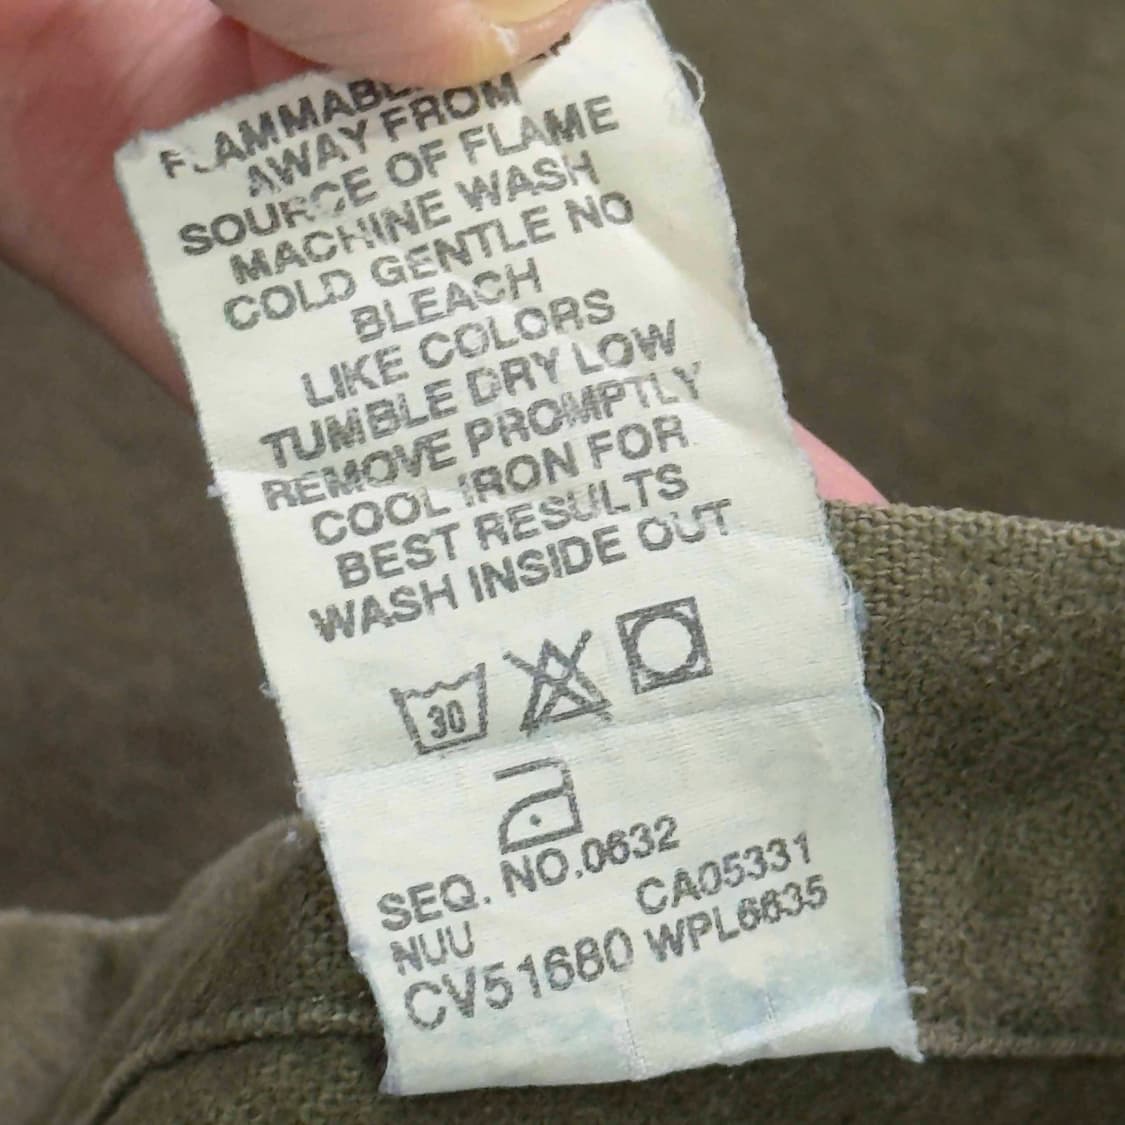 FLAMMABLE
AWAY FROM
SOURCE OF FLAME
MACHINE WASH
COLD GENTLE NO
BLEACH
LIKE COLORS
TUMBLE DRY LOW
REMOVE PROMPTLY
COOL IRON FOR
BEST RESULTS
WASH INSIDE OUT
30
SEQ. NO.0632
NUU CA05331
CV51680 WPL6635